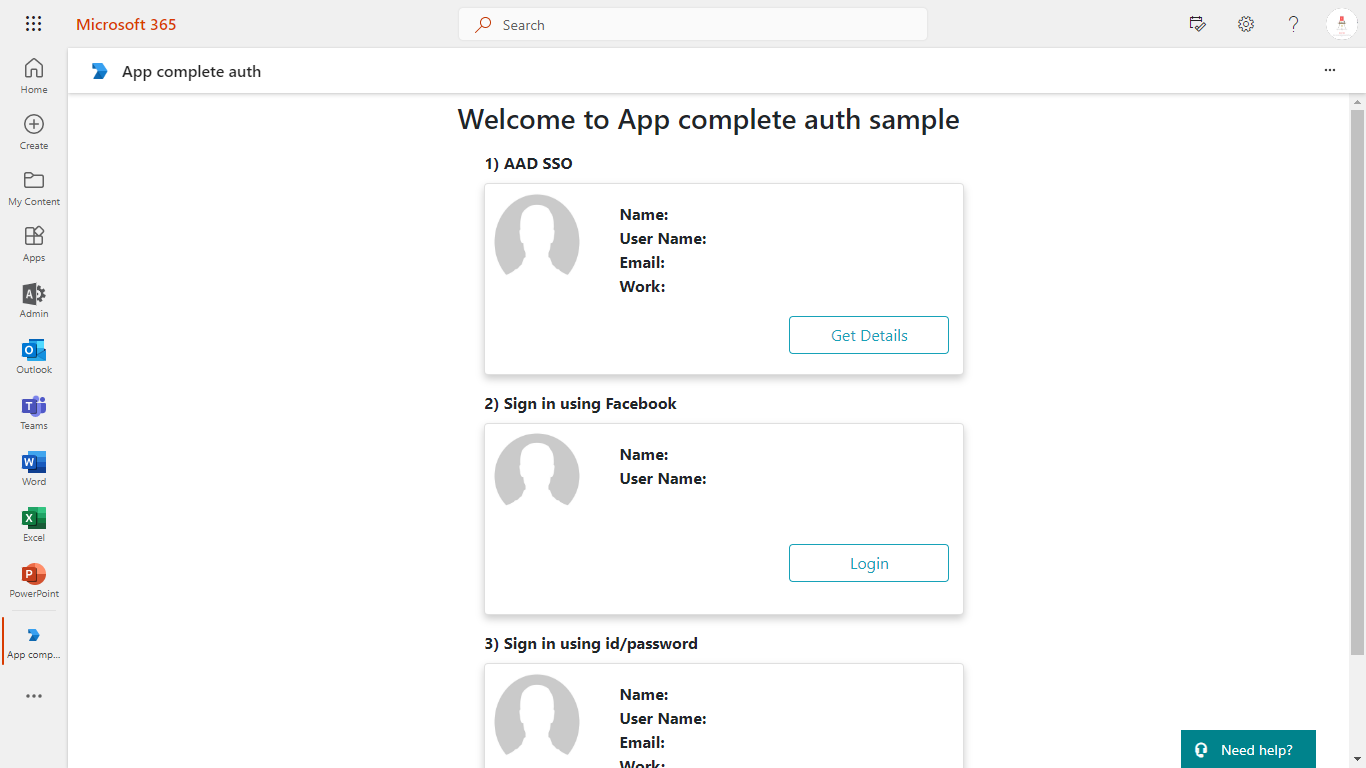 Microsoft 365
Search
?
Home
Create
My Content
Apps
Admin
Outlook
Teams
Word
Excel
PowerPoint
App comp...
App complete auth
Welcome to App complete auth sample
1) AAD SSO
Name:
User Name:
Email:
Work:
Get Details
2) Sign in using Facebook
Name:
User Name:
Login
3) Sign in using id/password
Name:
User Name:
Email:
Work:
Need help?